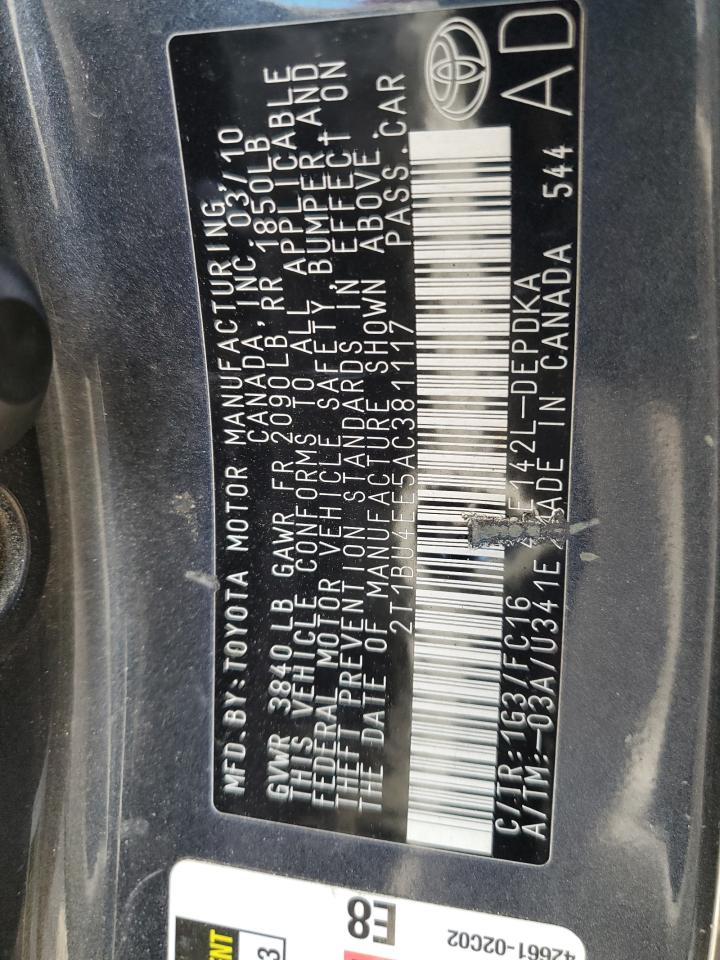 MFD.BY:TOYOTA MOTOR MANUFACTURING,
CANADA, INC. 03/10
GVWR 3840LB GAWR FR 2090LB, RR 1850LB
THIS VEHICLE CONFORMS TO ALL APPLICABLE
FEDERAL MOTOR VEHICLE SAFETY, BUMPER, AND
THEFT PREVENTION STANDARDS IN EFFECT ON
THE DATE OF MANUFACTURE SHOWN ABOVE.
2T1BU4EE5AC381117 PASS.CAR
C/TR:1G3/FC16 E142L-DEPDKA
A/TM:-03A/U341E MADE IN CANADA 544
AD
E8
42661-02C02
3